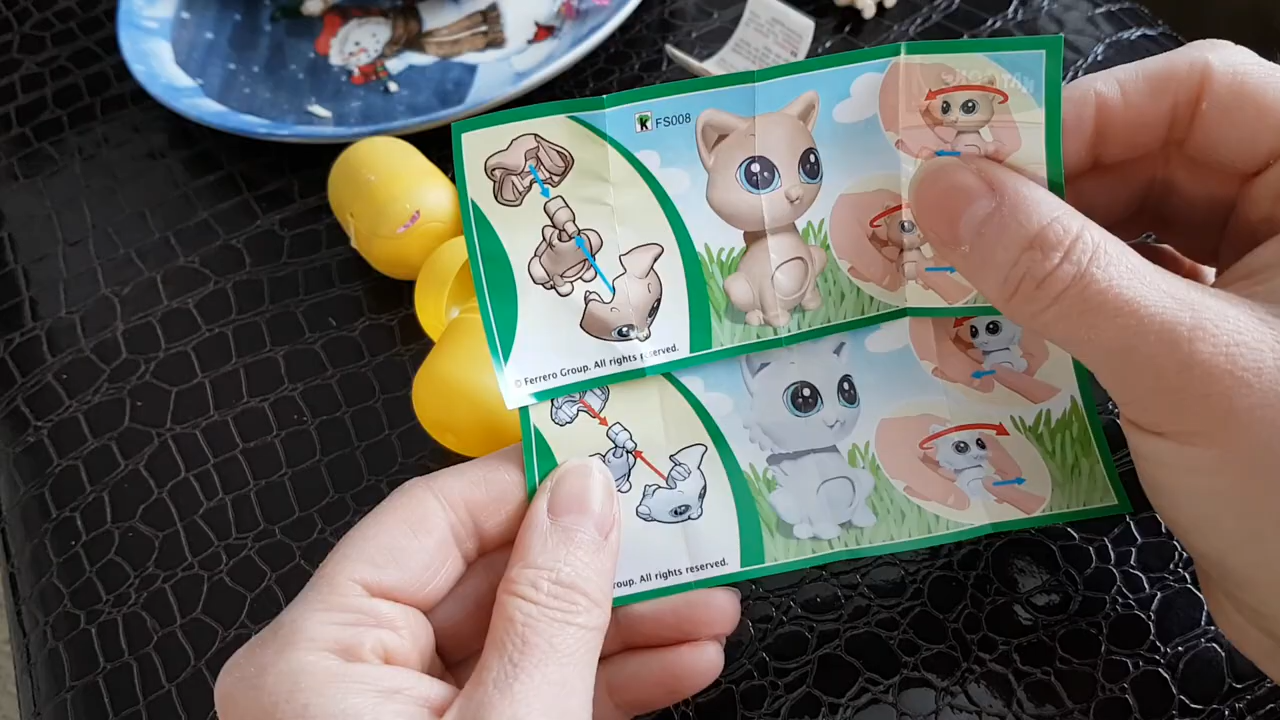 K FS008
© Ferrero Group. All rights reserved.
roup. All rights reserved.